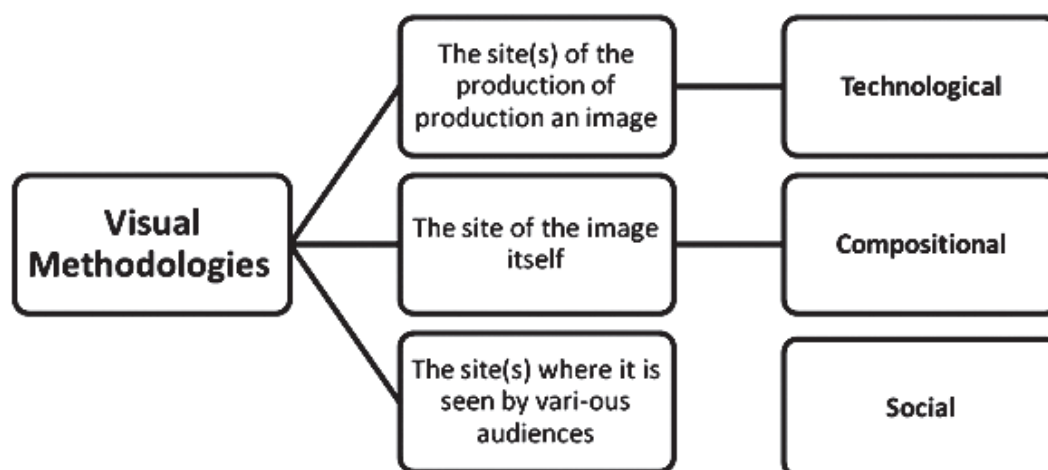 Visual
Methodologies
The site(s) of the
production of
production an image
Technological
The site of the image
itself
Compositional
The site(s) where it is
seen by vari-ous
audiences
Social